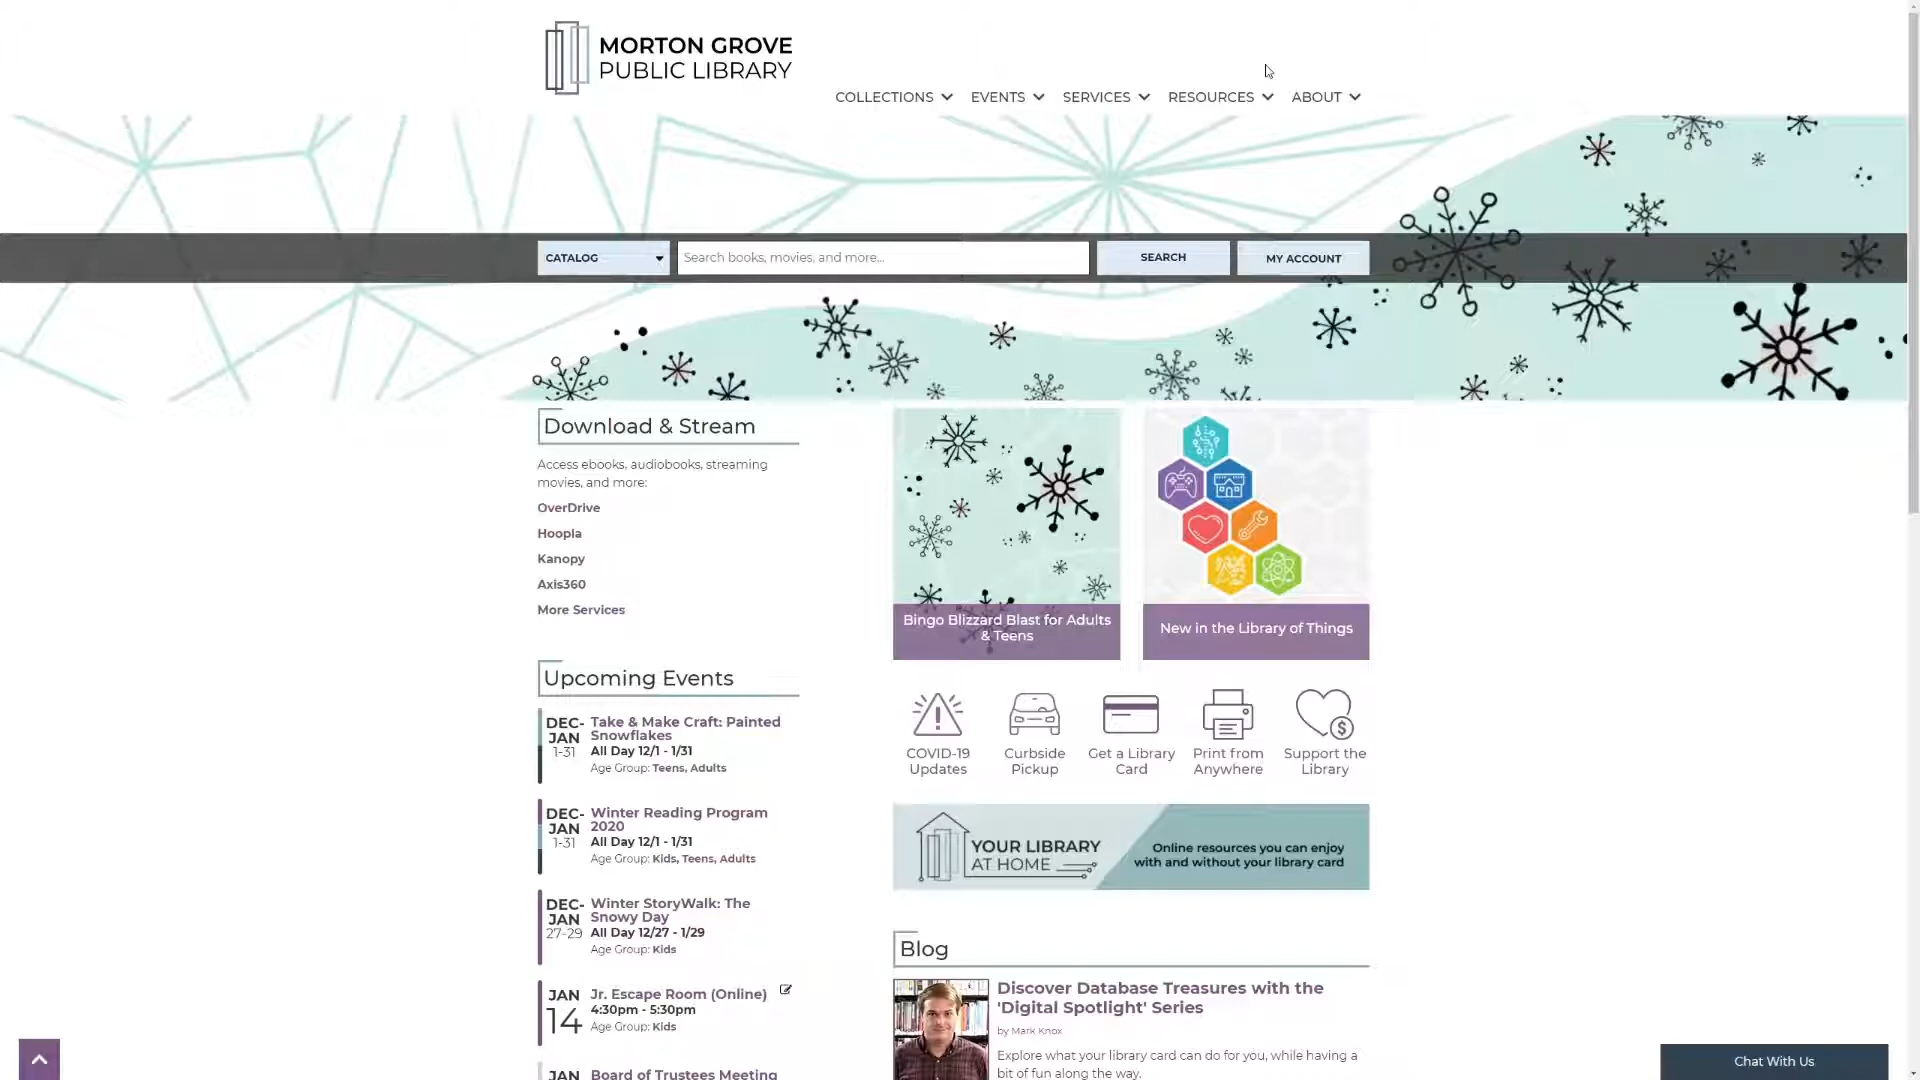 MORTON GROVE
PUBLIC LIBRARY
COLLECTIONS EVENTS SERVICES RESOURCES ABOUT
CATALOG Search books, movies, and more... SEARCH MY ACCOUNT
Download & Stream
Access ebooks, audiobooks, streaming
movies, and more:
OverDrive
Hoopla
Kanopy
Axis360
More Services
Upcoming Events
DEC-
JAN
1-31
Take & Make Craft: Painted
Snowflakes
All Day 12/1 - 1/31
Age Group: Teens, Adults
DEC-
JAN
1-31
Winter Reading Program
2020
All Day 12/1 - 1/31
Age Group: Kids, Teens, Adults
DEC-
JAN
27-29
Winter StoryWalk: The
Snowy Day
All Day 12/27 - 1/29
Age Group: Kids
JAN
14
Jr. Escape Room (Online)
4:30pm - 5:30pm
Age Group: Kids
JAN
Board of Trustees Meeting
Bingo Blizzard Blast for Adults
& Teens
New in the Library of Things
COVID-19
Updates
Curbside
Pickup
Get a Library
Card
Print from
Anywhere
Support the
Library
YOUR LIBRARY
AT HOME
Online resources you can enjoy
with and without your library card
Blog
Discover Database Treasures with the
'Digital Spotlight' Series
by Mark Knox
Explore what your library card can do for you, while having a
bit of fun along the way.
Chat With Us